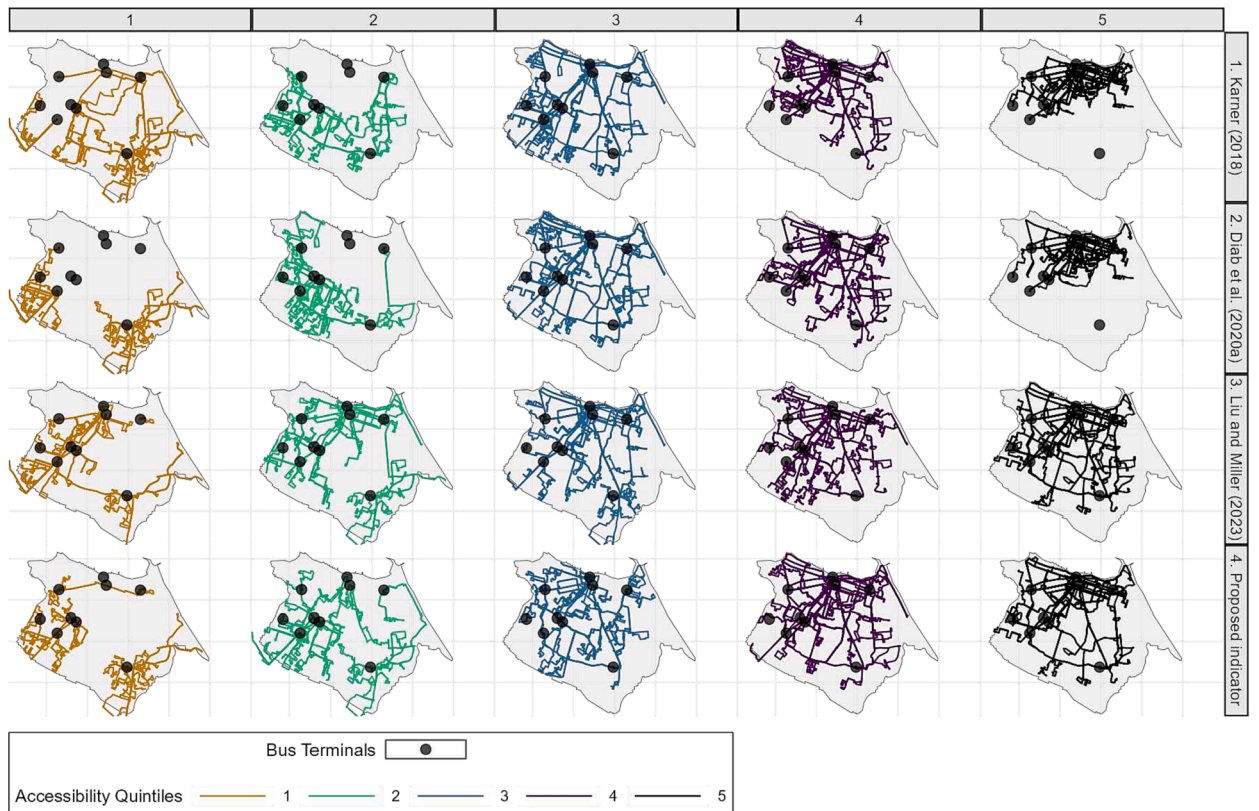 1 2 3 4 5
1. Karner (2018)
2. Diab et al. (2020a)
3. Liu and Miller (2023)
4. Proposed indicator
Bus Terminals
Accessibility Quintiles 1 2 3 4 5